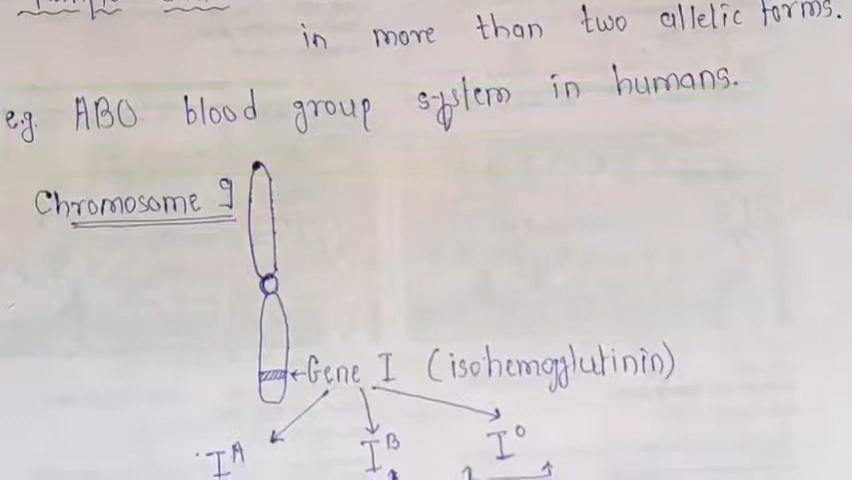 in more than two allelic forms.
e.g. ABO blood group system in humans.
Chromosome 9
←Gene I (isohemagglutinin)
I^A I^B I^O